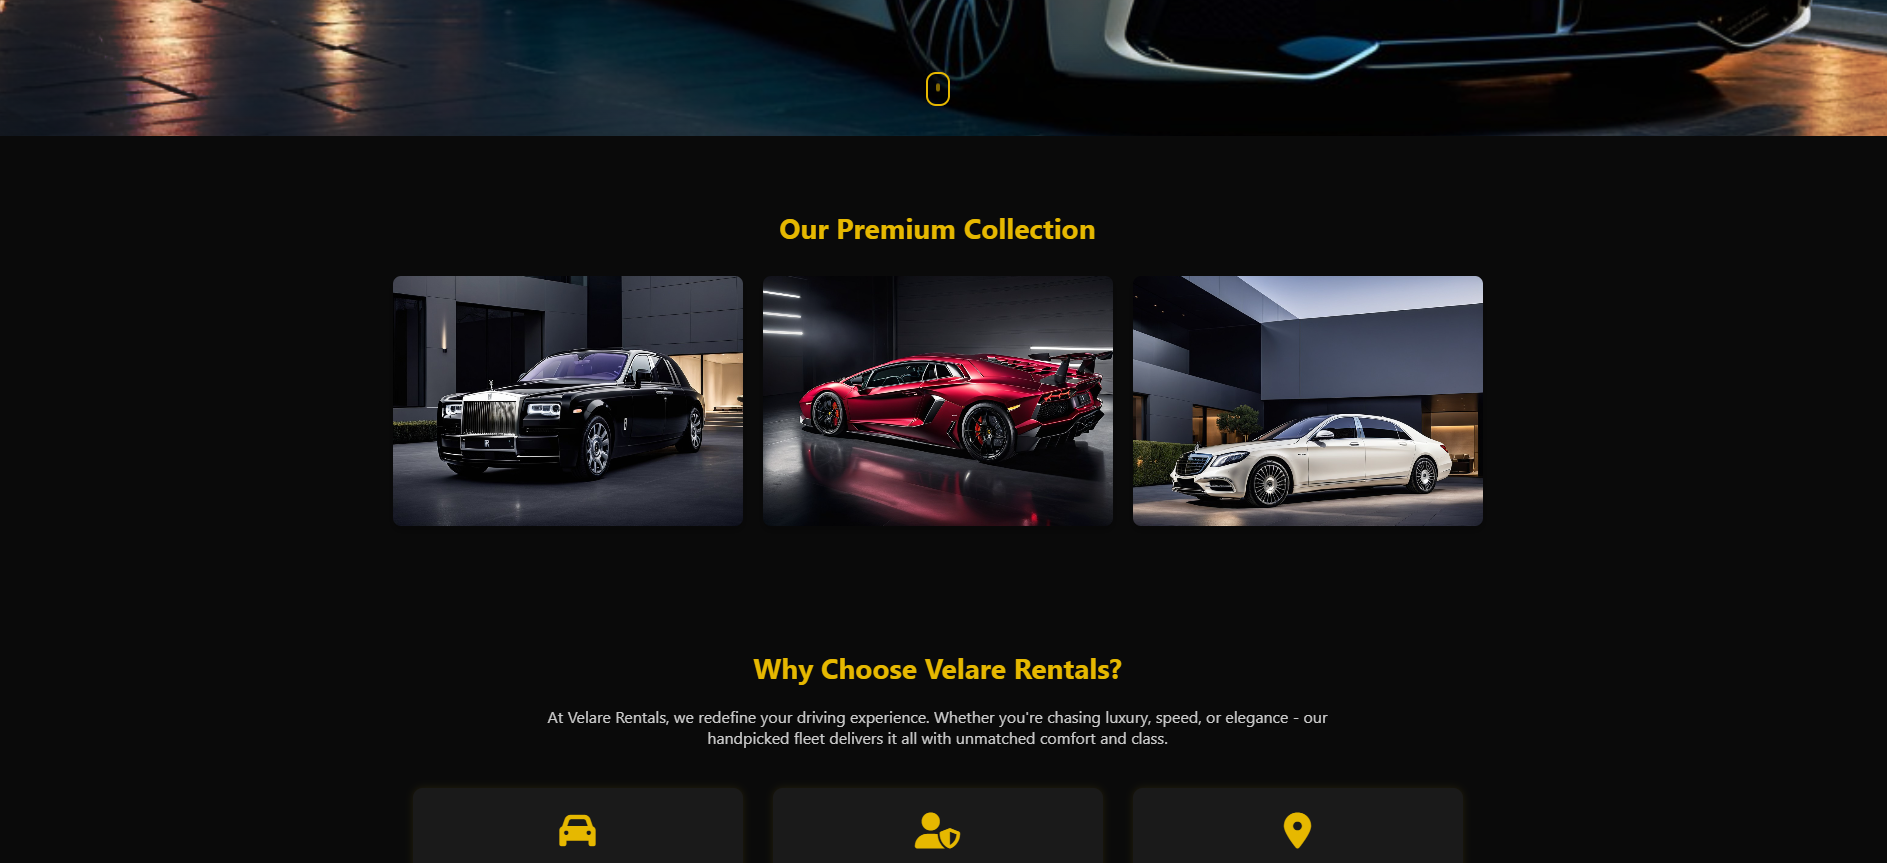 Our Premium Collection
Why Choose Velare Rentals?
At Velare Rentals, we redefine your driving experience. Whether you're chasing luxury, speed, or elegance - our
handpicked fleet delivers it all with unmatched comfort and class.